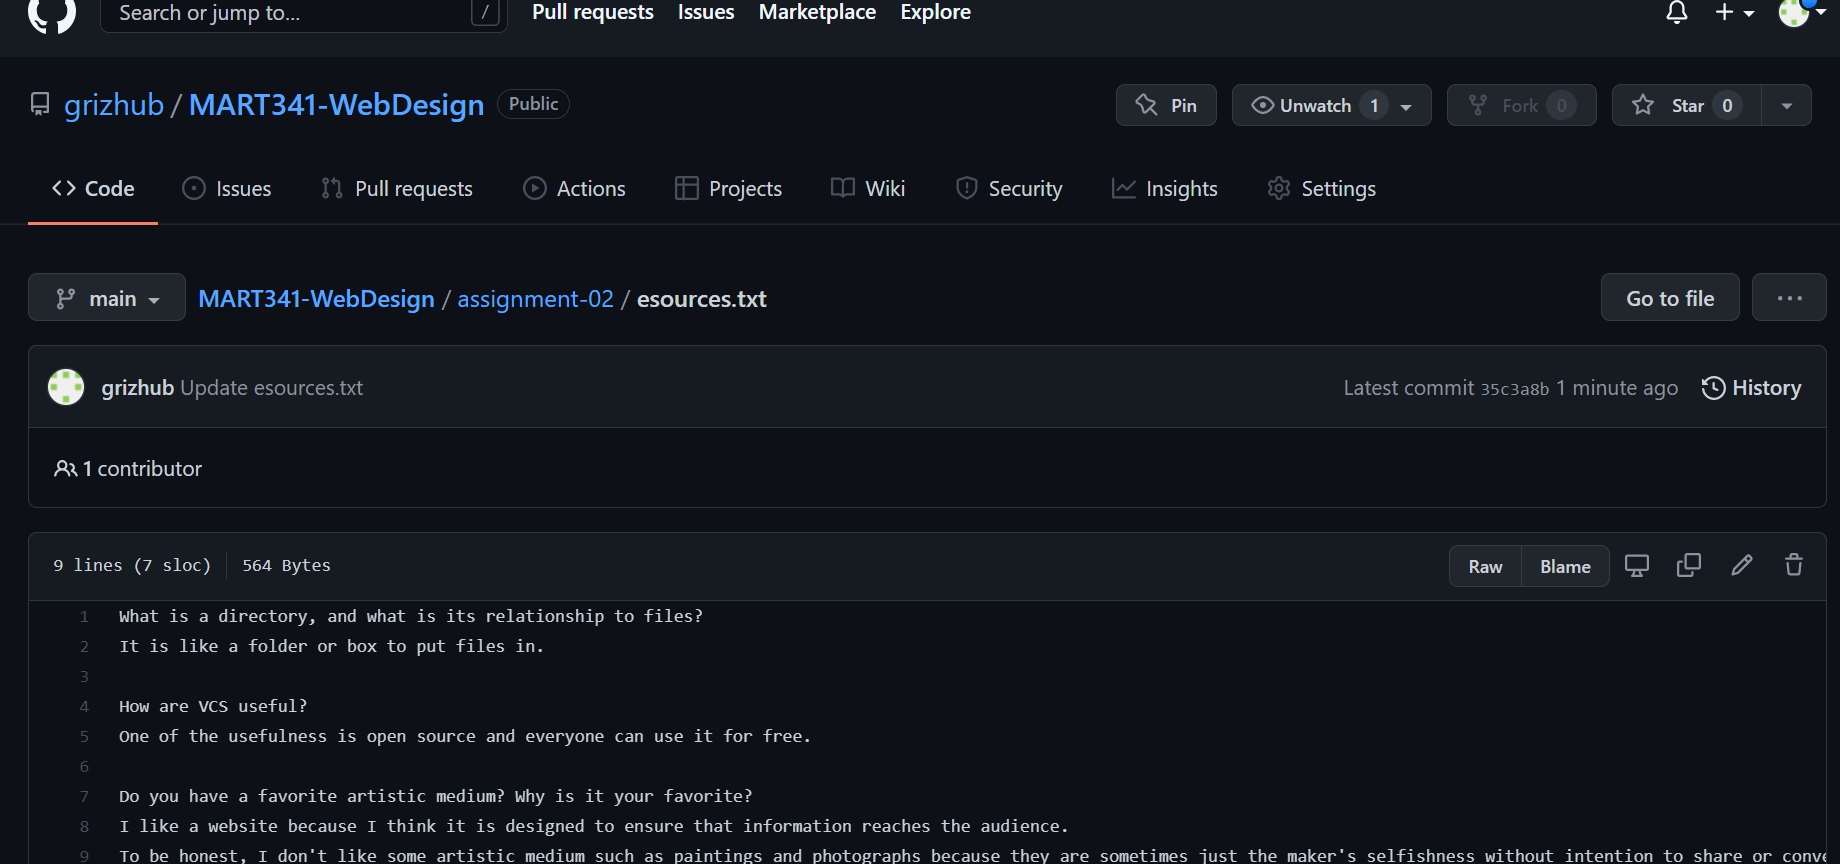 Search or jump to... /
Pull requests Issues Marketplace Explore
grizhub / MART341-WebDesign Public
Pin Unwatch 1 Fork 0 Star 0
Code Issues Pull requests Actions Projects Wiki Security Insights Settings
main MART341-WebDesign / assignment-02 / esources.txt Go to file ...
grizhub Update esources.txt Latest commit 35c3a8b 1 minute ago History
1 contributor
9 lines (7 sloc) 564 Bytes Raw Blame
1 What is a directory, and what is its relationship to files?
2 It is like a folder or box to put files in.
3
4 How are VCS useful?
5 One of the usefulness is open source and everyone can use it for free.
6
7 Do you have a favorite artistic medium? Why is it your favorite?
8 I like a website because I think it is designed to ensure that information reaches the audience.
9 To be honest, I don't like some artistic medium such as paintings and photographs because they are sometimes just the maker's selfishness without intention to share or conv